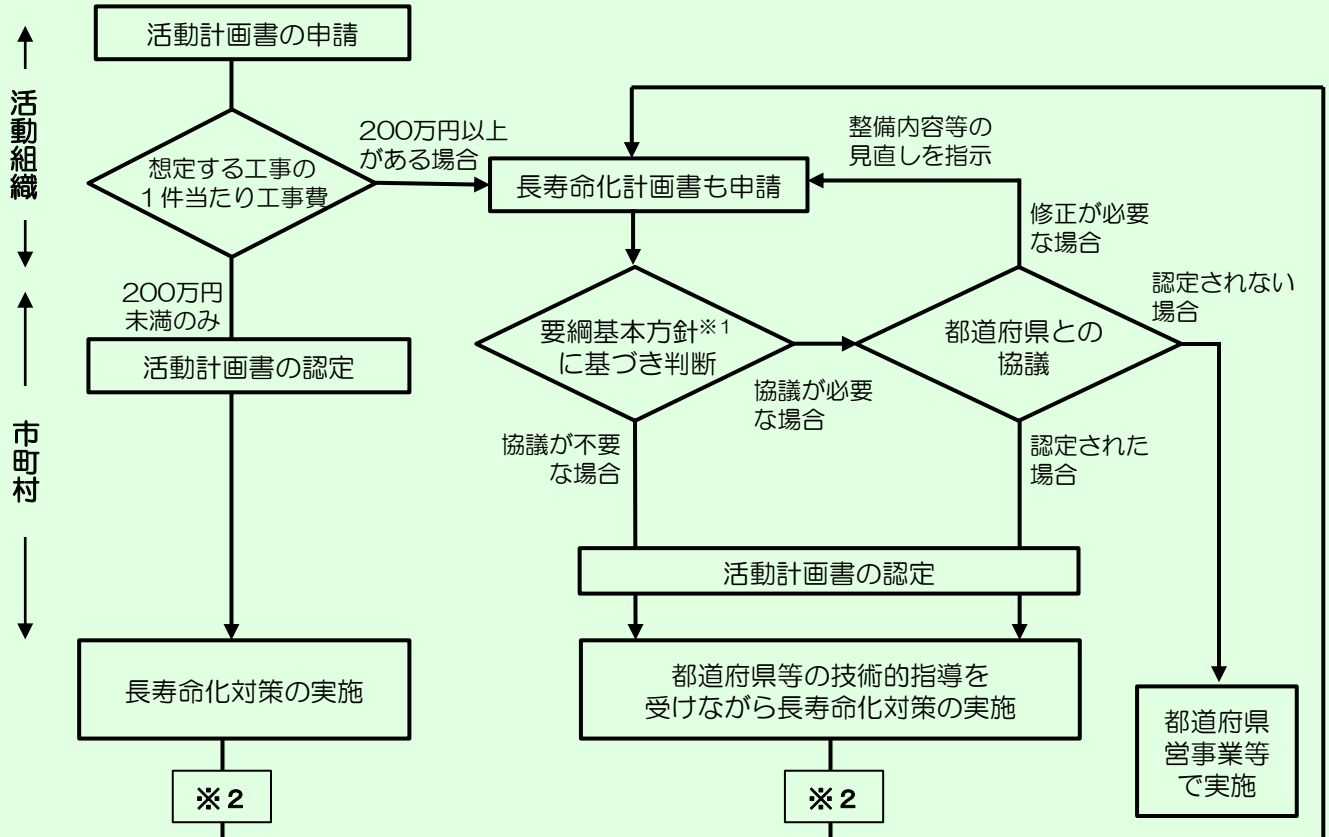 活動計画書の申請
活動組織
想定する工事の
1件当たり工事費
200万円以上
がある場合
長寿命化計画書も申請
整備内容等の
見直しを指示
修正が必要
な場合
200万円
未満のみ
活動計画書の認定
市町村
要綱基本方針※1
に基づき判断
協議が必要
な場合
都道府県との
協議
認定されない
場合
協議が不要
な場合
認定された
場合
活動計画書の認定
長寿命化対策の実施
都道府県等の技術的指導を
受けながら長寿命化対策の実施
都道府県
営事業等
で実施
※2
※2